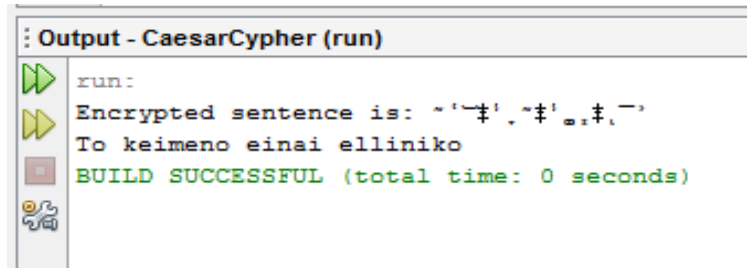 Output - CaesarCypher (run)
run:
Encrypted sentence is:
To keimeno einai elliniko
BUILD SUCCESSFUL (total time: 0 seconds)